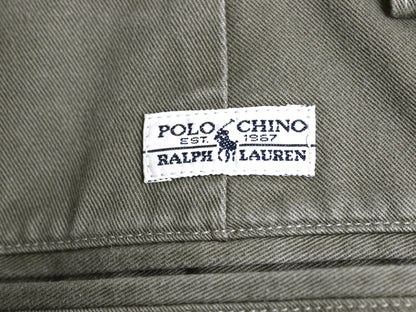 POLO CHINO
EST. 1967
RALPH LAUREN